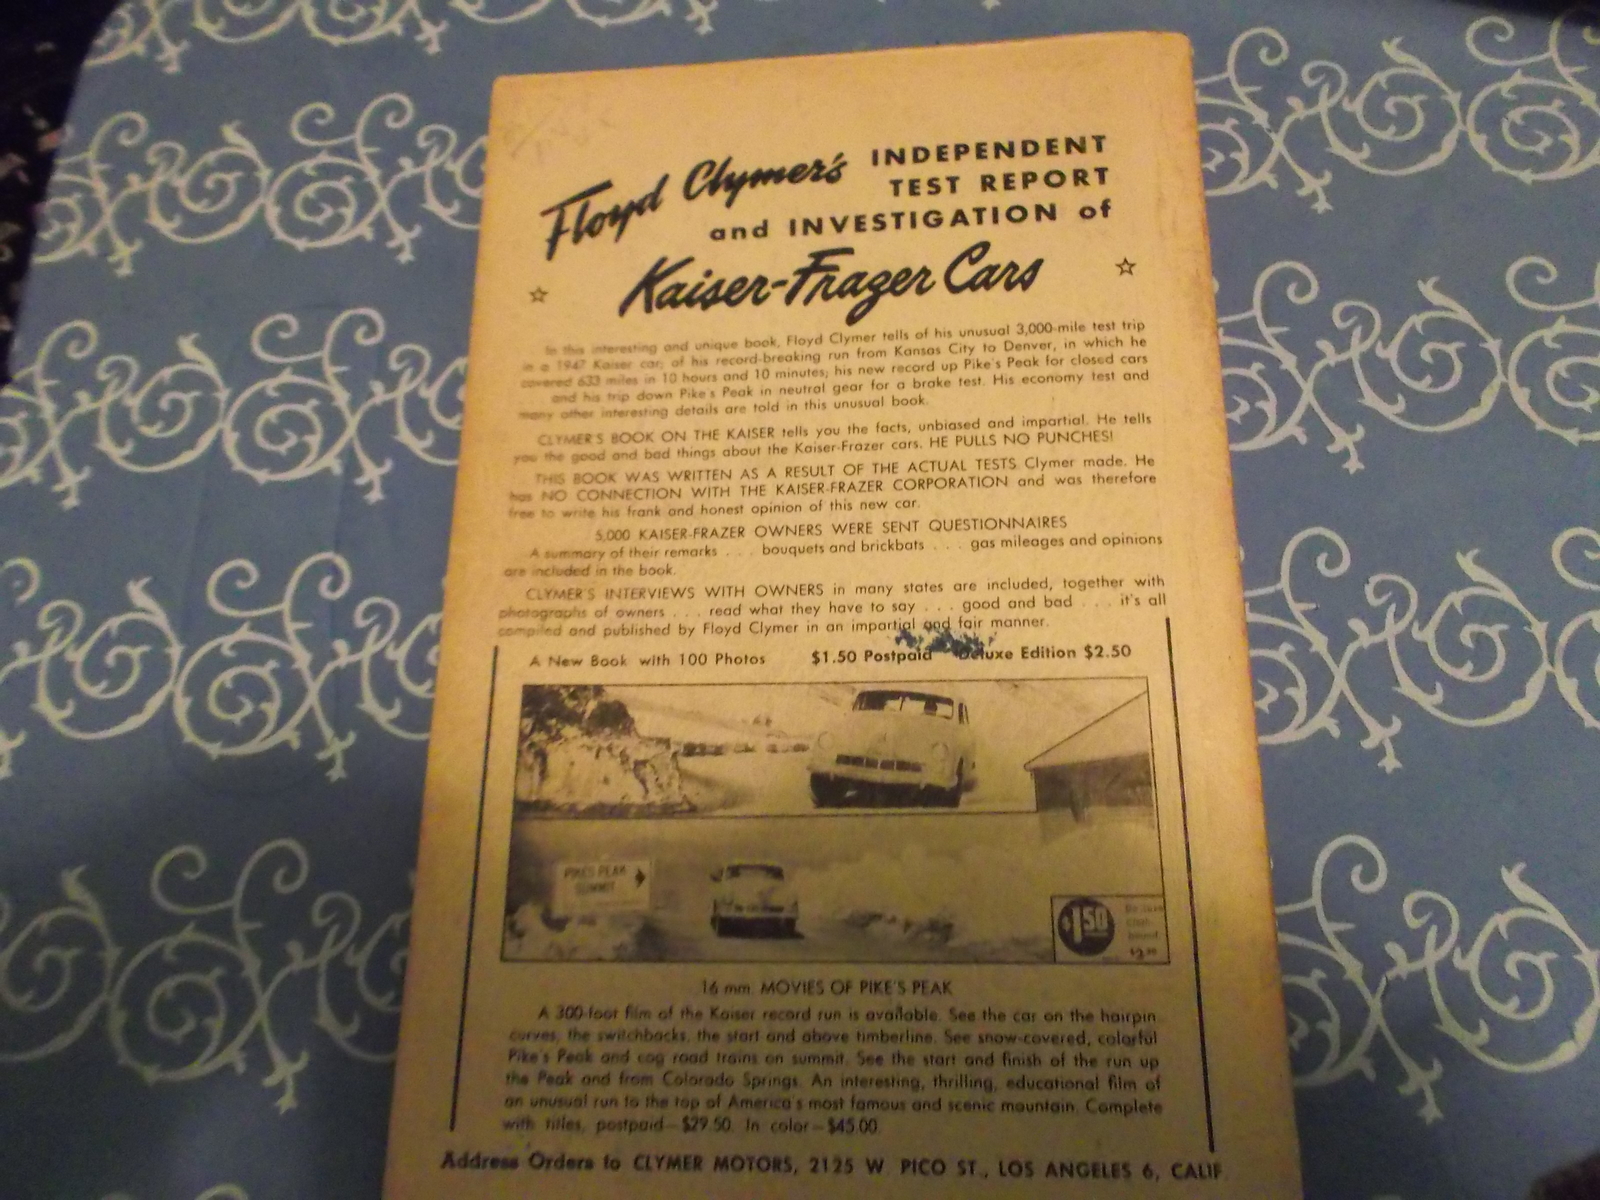 Floyd Clymer's INDEPENDENT
TEST REPORT
and INVESTIGATION of
Kaiser-Frazer Cars
In this interesting and unique book, Floyd Clymer tells of his unusual 3,000-mile test trip
in a 1947 Kaiser car; of his record-breaking run from Kansas City to Denver, in which he
covered 633 miles in 10 hours and 10 minutes; his new record up Pike's Peak for closed cars
. . . and his trip down Pike's Peak in neutral gear for a brake test. His economy test and
many other interesting details are told in this unusual book.
CLYMER'S BOOK ON THE KAISER tells you the facts, unbiased and impartial. He tells
you the good and bad things about the Kaiser-Frazer cars. HE PULLS NO PUNCHES!
THIS BOOK WAS WRITTEN AS A RESULT OF THE ACTUAL TESTS Clymer made. He
has NO CONNECTION WITH THE KAISER-FRAZER CORPORATION and was therefore
free to write his frank and honest opinion of this new car.
5,000 KAISER-FRAZER OWNERS WERE SENT QUESTIONNAIRES
A summary of their remarks . . . bouquets and brickbats . . . gas mileages and opinions
are included in the book.
CLYMER'S INTERVIEWS WITH OWNERS in many states are included, together with
photographs of owners . . . read what they have to say . . . good and bad . . . it's all
compiled and published by Floyd Clymer in an impartial and fair manner.
A New Book with 100 Photos $1.50 Postpaid Deluxe Edition $2.50
PIKES PEAK
SUMMIT
$1.50
16 mm. MOVIES OF PIKE'S PEAK
A 300-foot film of the Kaiser record run is available. See the car on the hairpin
curves, the switchbacks, the start and above timberline. See snow-covered, colorful
Pike's Peak and cog road trains on summit. See the start and finish of the run up
the Peak and from Colorado Springs. An interesting, thrilling, educational film of
an unusual run to the top of America's most famous and scenic mountain. Complete
with titles, postpaid—$29.50. In color—$45.00.
Address Orders to CLYMER MOTORS, 2125 W. PICO ST., LOS ANGELES 6, CALIF.